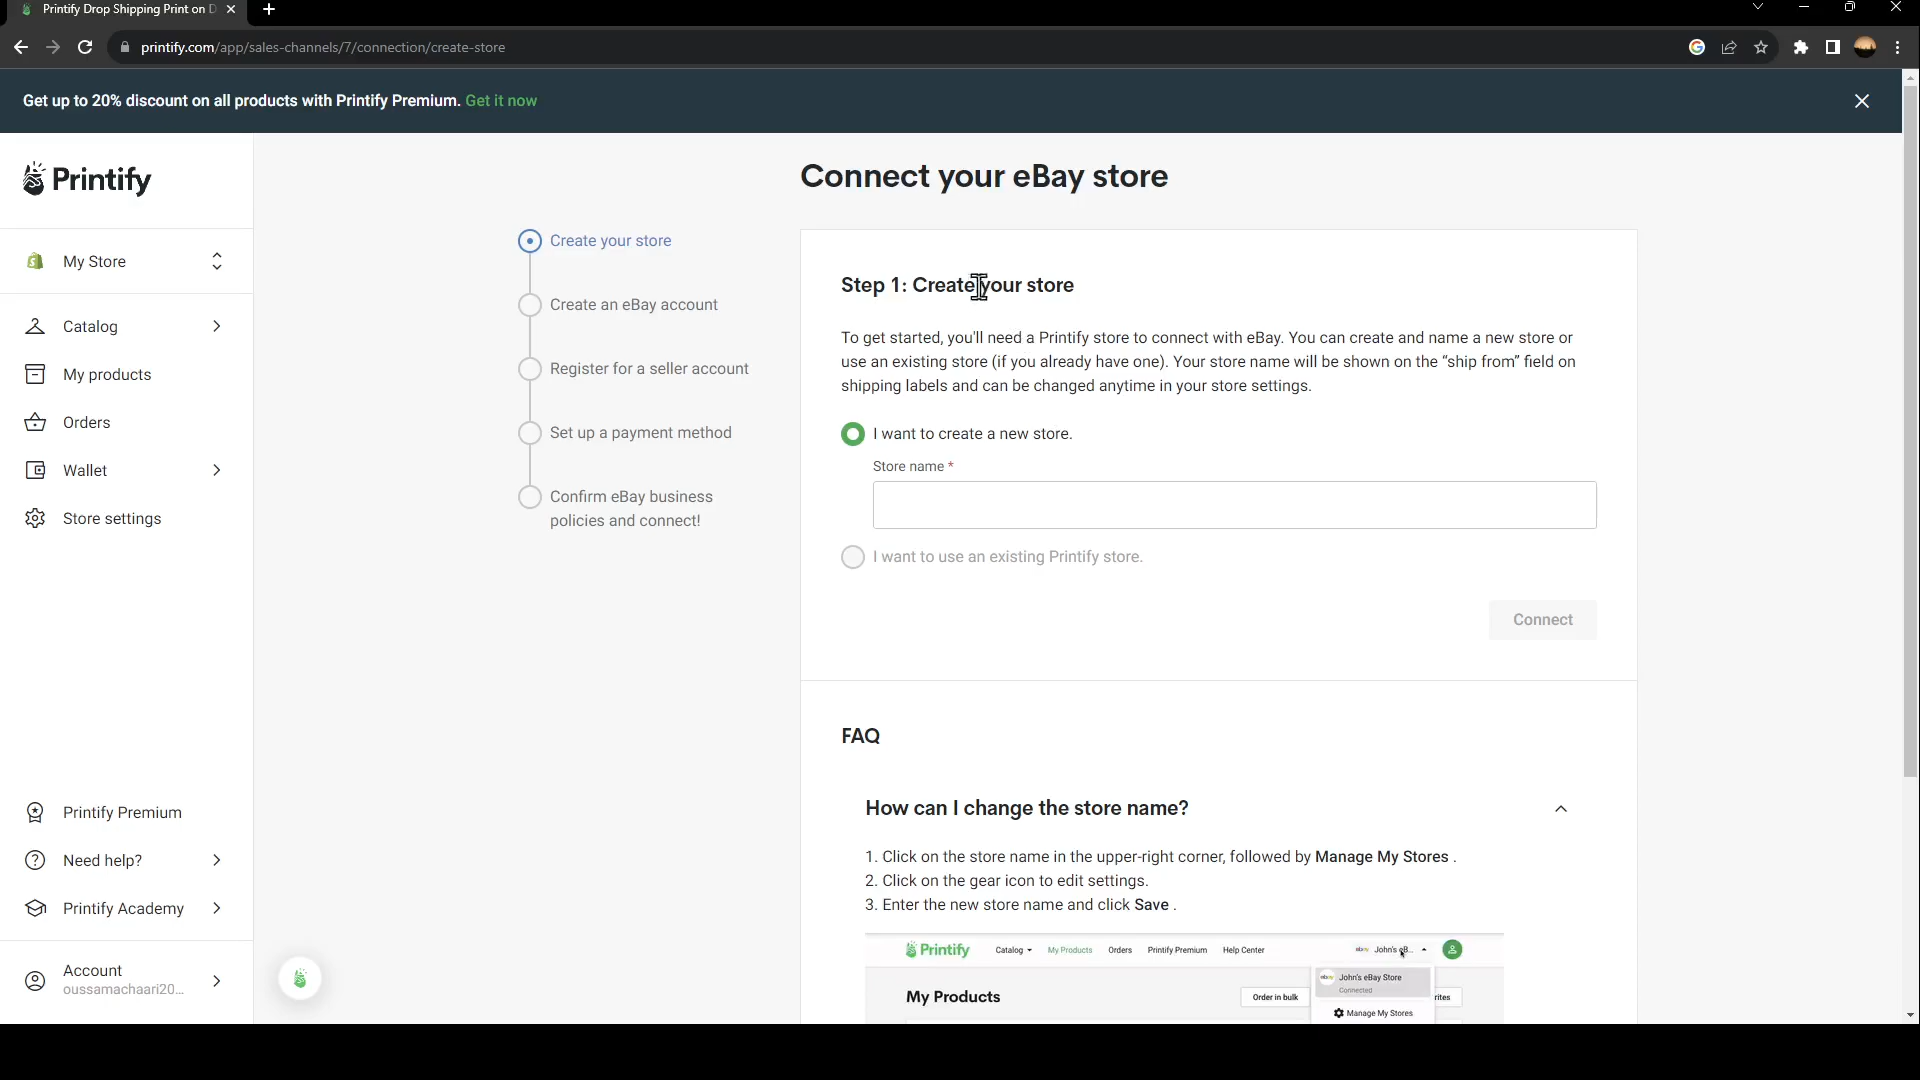 Printify Drop Shipping Print on D
printify.com/app/sales-channels/7/connection/create-store
Get up to 20% discount on all products with Printify Premium. Get it now
Printify
My Store
Catalog
My products
Orders
Wallet
Store settings
Printify Premium
Need help?
Printify Academy
Account
oussamachaari20...
Connect your eBay store
Create your store
Create an eBay account
Register for a seller account
Set up a payment method
Confirm eBay business
policies and connect!
Step 1: Create your store
To get started, you'll need a Printify store to connect with eBay. You can create and name a new store or
use an existing store (if you already have one). Your store name will be shown on the “ship from” field on
shipping labels and can be changed anytime in your store settings.
I want to create a new store.
Store name *
I want to use an existing Printify store.
Connect
FAQ
How can I change the store name?
1. Click on the store name in the upper-right corner, followed by Manage My Stores .
2. Click on the gear icon to edit settings.
3. Enter the new store name and click Save .
Printify Catalog My Products Orders Printify Premium Help Center ebay John's eB...
ebay John's eBay Store
Connected
My Products Order in bulk rites
Manage My Stores